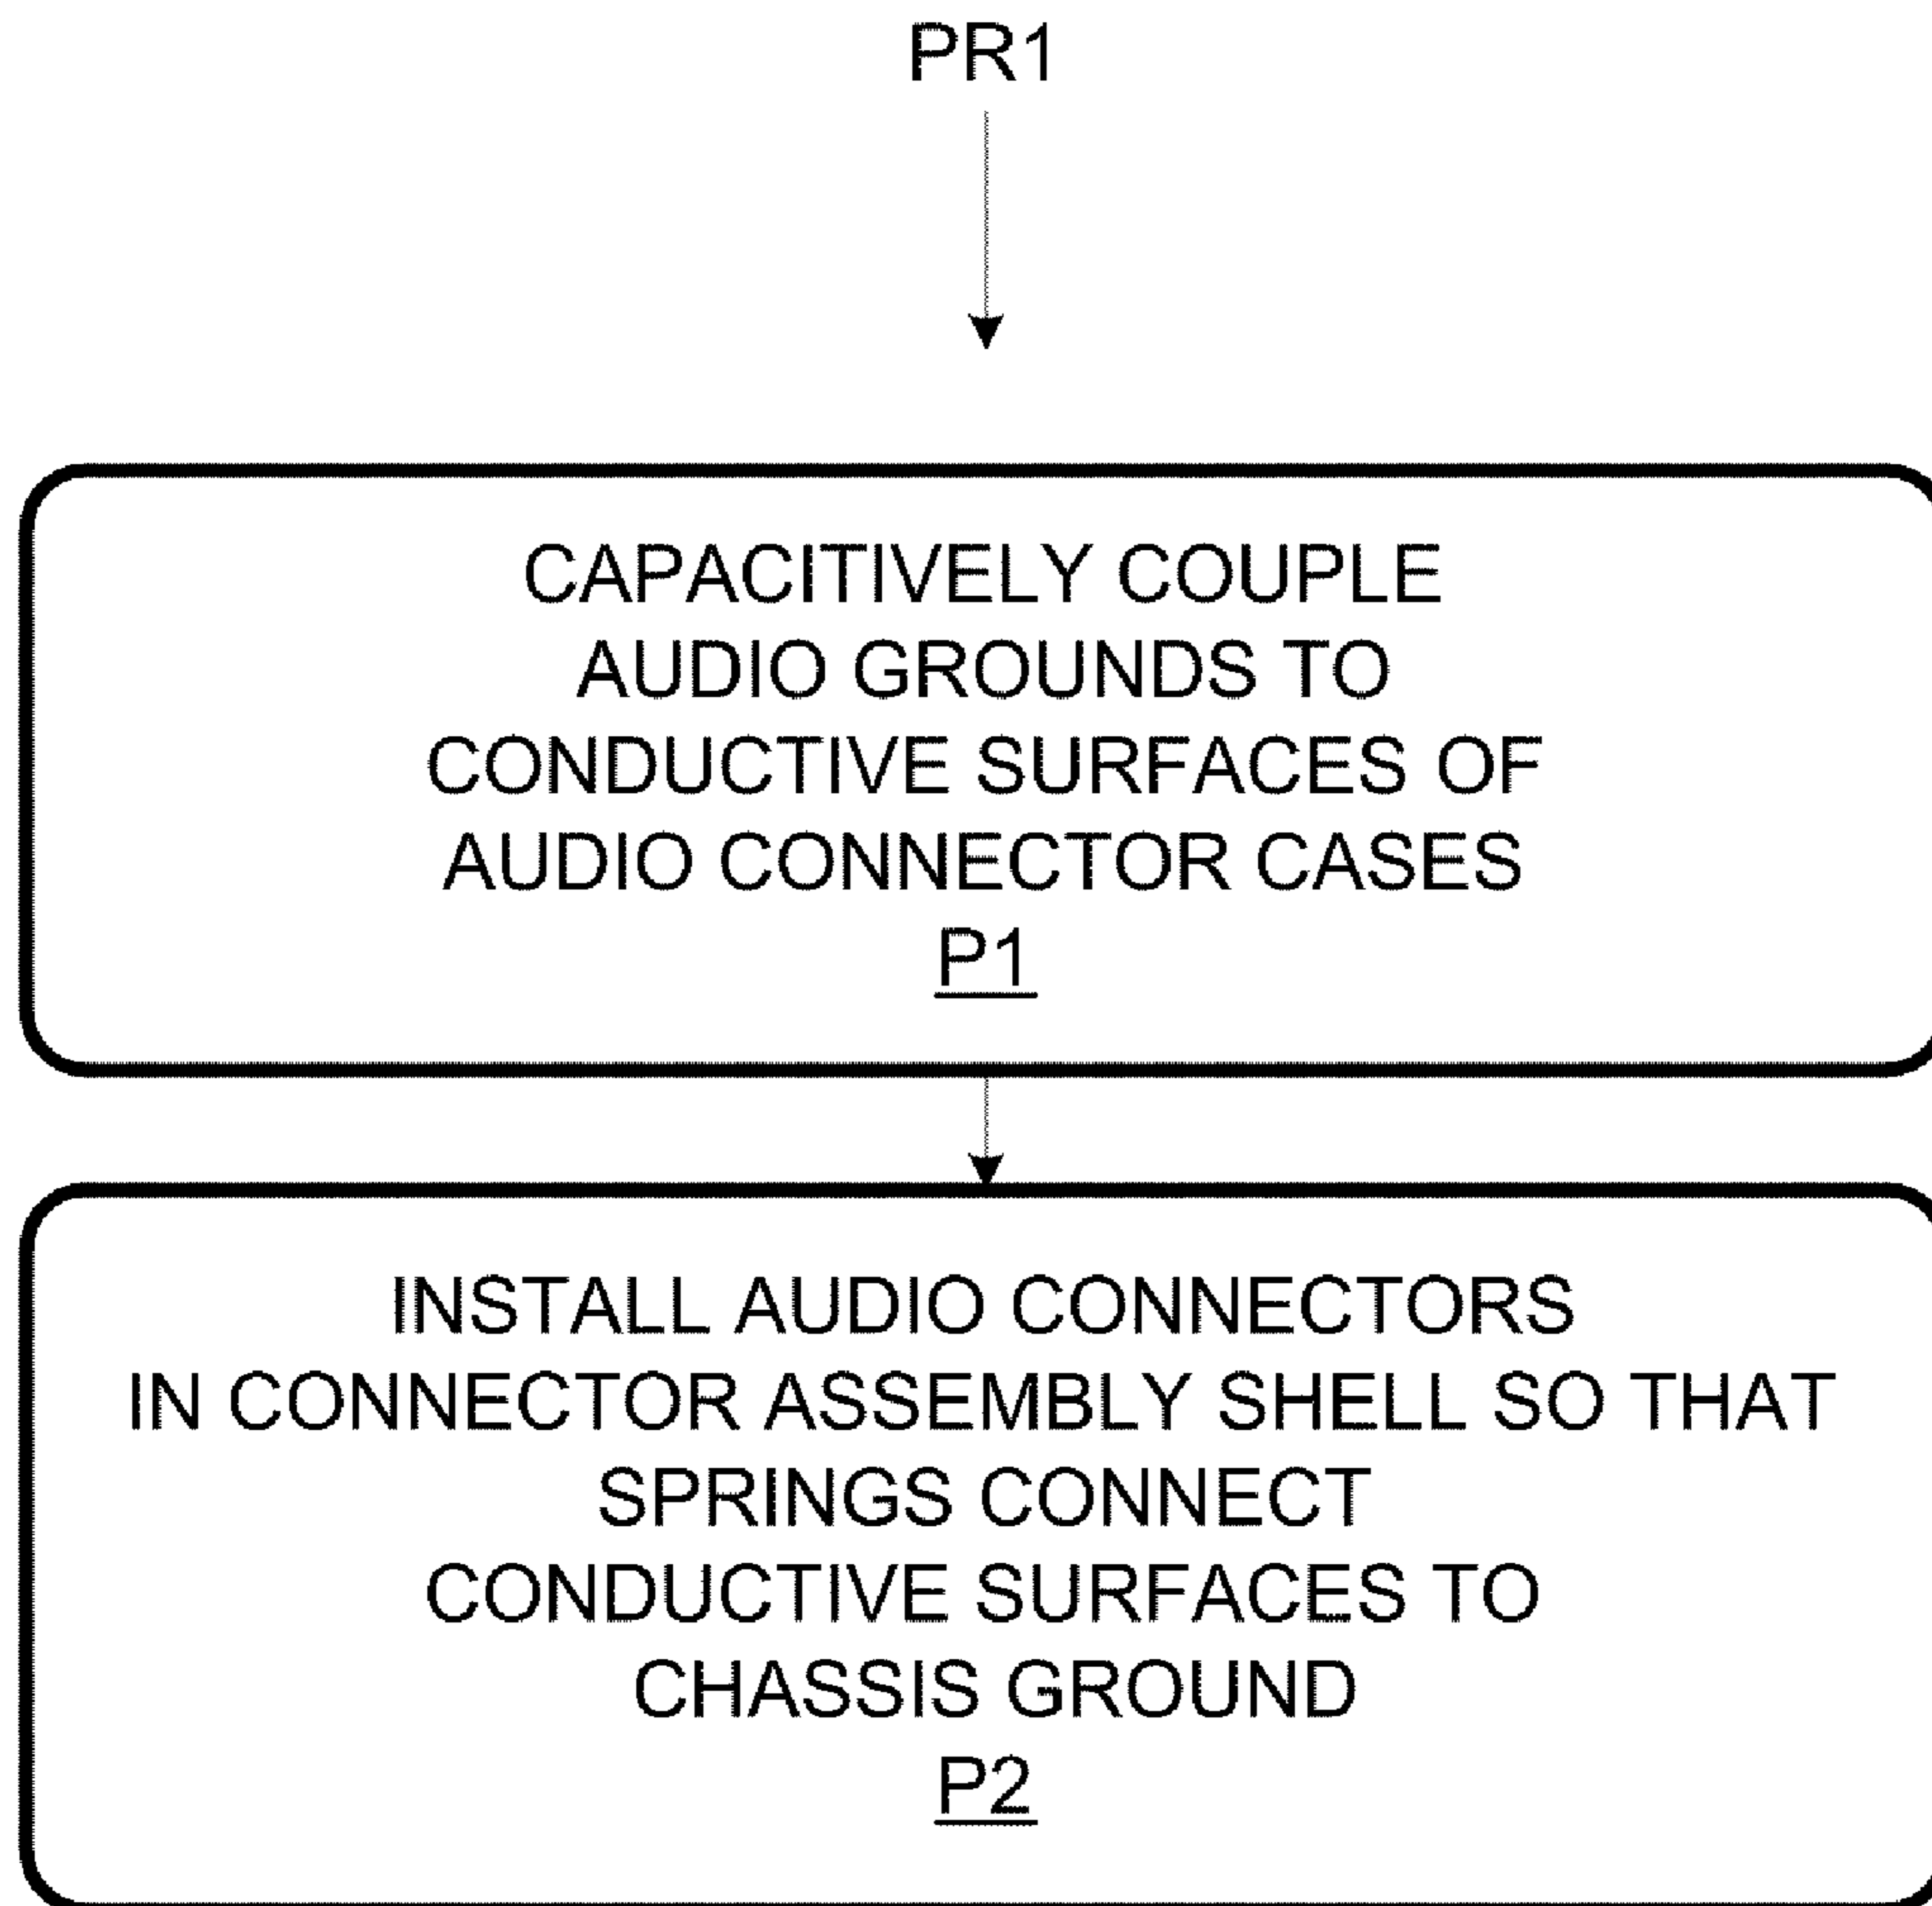 PR1
CAPACITIVELY COUPLE
AUDIO GROUNDS TO
CONDUCTIVE SURFACES OF
AUDIO CONNECTOR CASES
P1
INSTALL AUDIO CONNECTORS
IN CONNECTOR ASSEMBLY SHELL SO THAT
SPRINGS CONNECT
CONDUCTIVE SURFACES TO
CHASSIS GROUND
P2